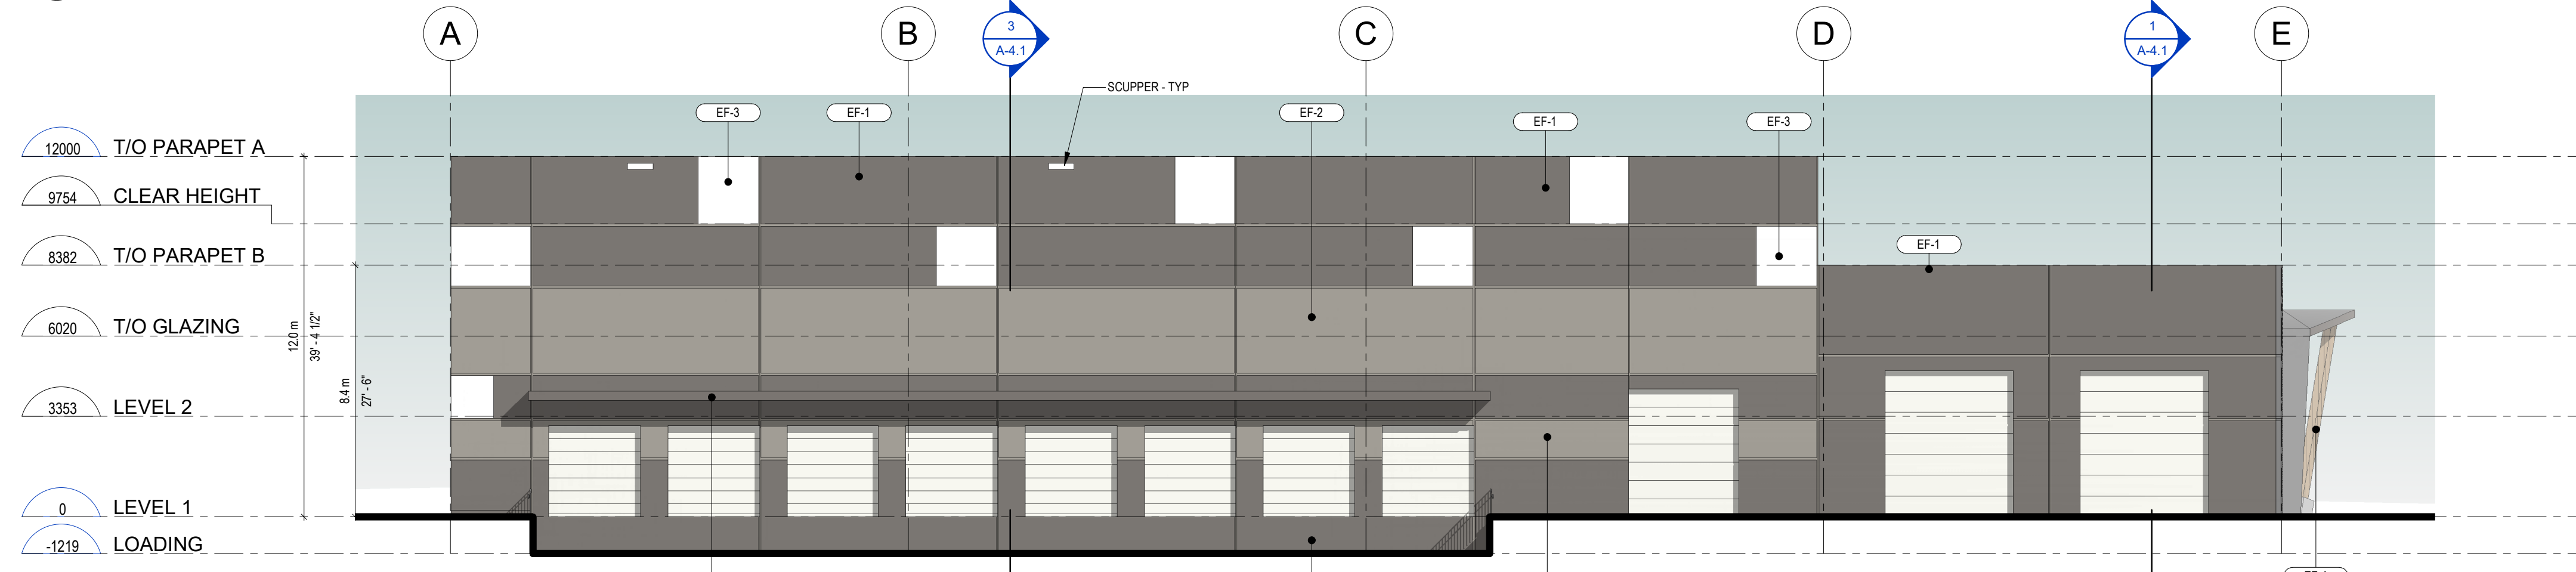 A
B
3
A-4.1
C
D
1
A-4.1
E
SCUPPER - TYP
EF-3
EF-1
EF-2
EF-1
EF-3
12000 T/O PARAPET A
9754 CLEAR HEIGHT
EF-1
8382 T/O PARAPET B
6020 T/O GLAZING
12.0 m
39' - 4 1/2"
8.4 m
27' - 6"
3353 LEVEL 2
0 LEVEL 1
-1219 LOADING